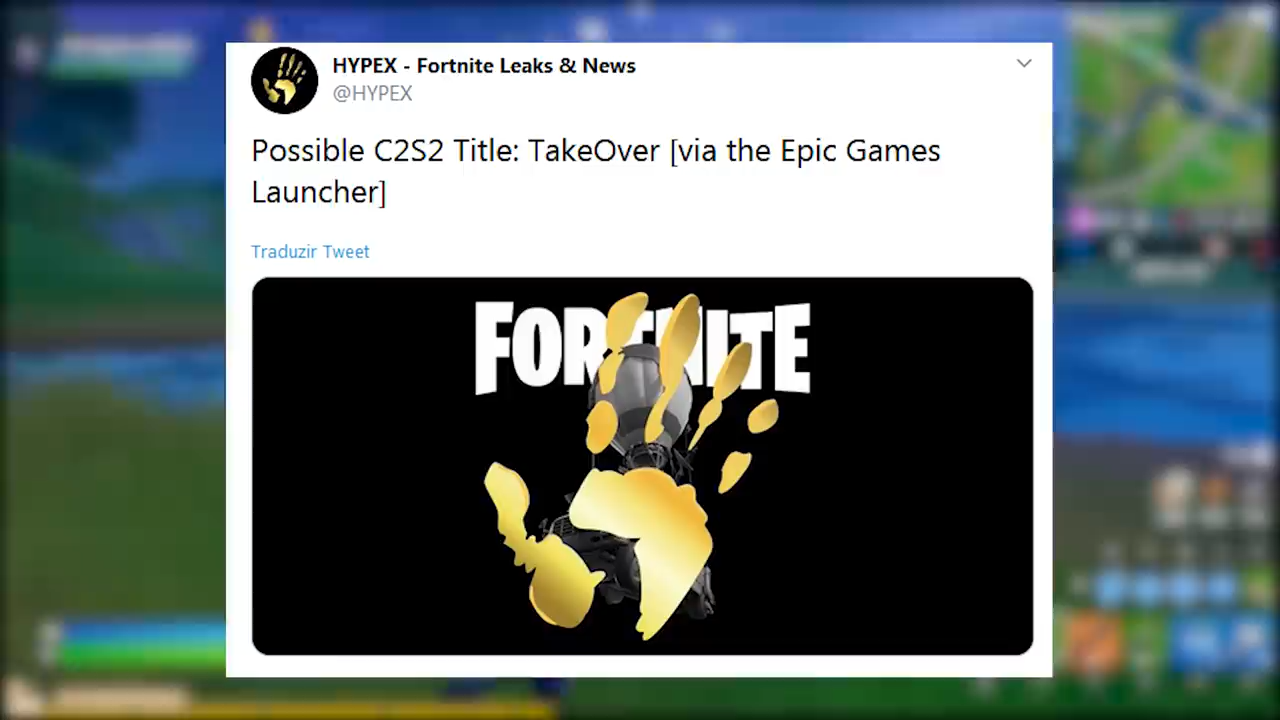 HYPEX - Fortnite Leaks & News
@HYPEX
Possible C2S2 Title: TakeOver [via the Epic Games
Launcher]
Traduzir Tweet
FORTNITE